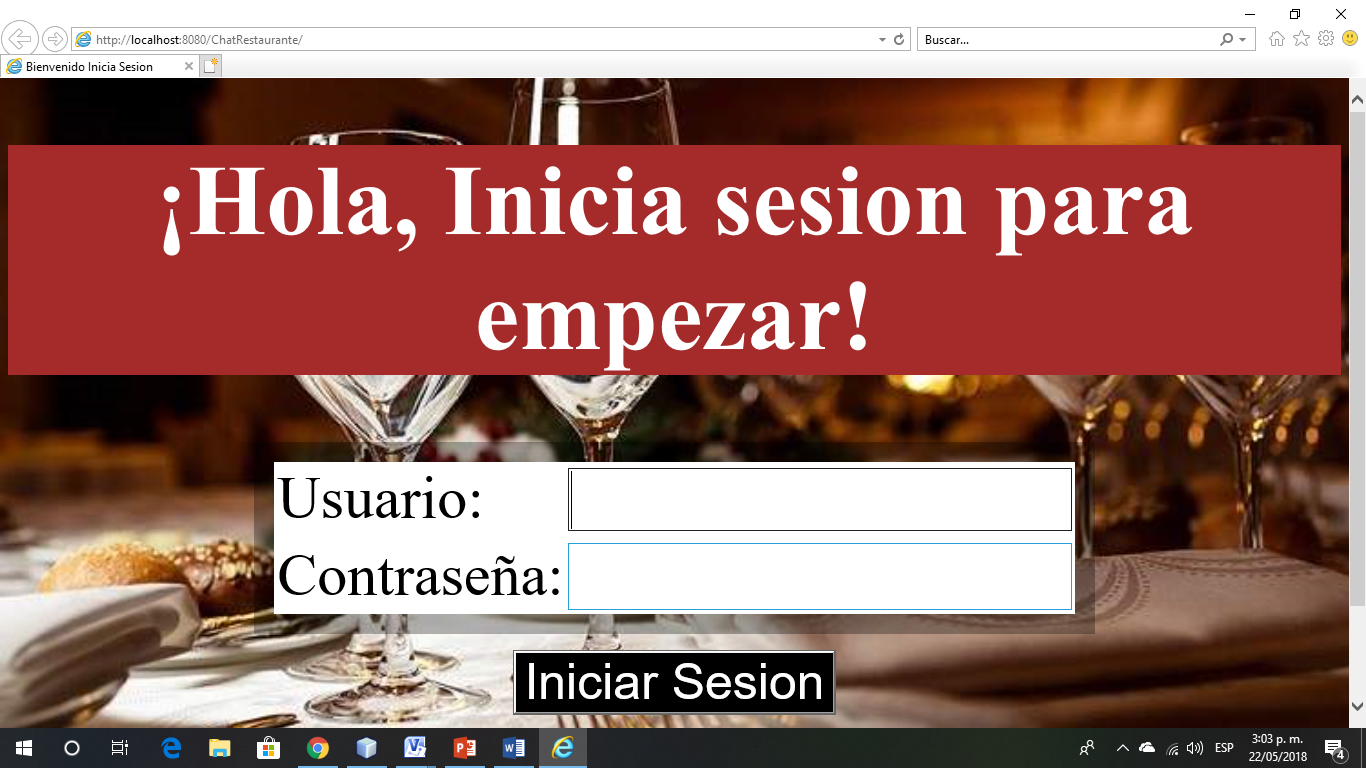 http://localhost:8080/ChatRestaurante/
Buscar...
Bienvenido Inicia Sesion
¡Hola, Inicia sesion para
empezar!
Usuario:
Contraseña:
Iniciar Sesion
ESP
3:03 p. m.
22/05/2018
4